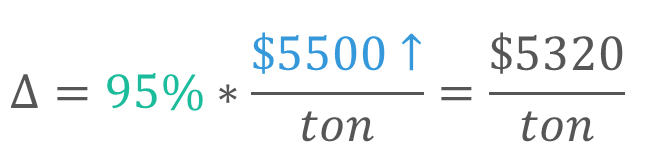 Δ = 95% * $5500 ↑ / ton = $5320 / ton